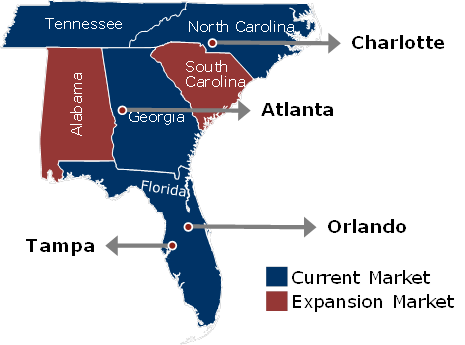 Tennessee
North Carolina
Charlotte
South
Carolina
Alabama
Georgia
Atlanta
Florida
Orlando
Tampa
Current Market
Expansion Market